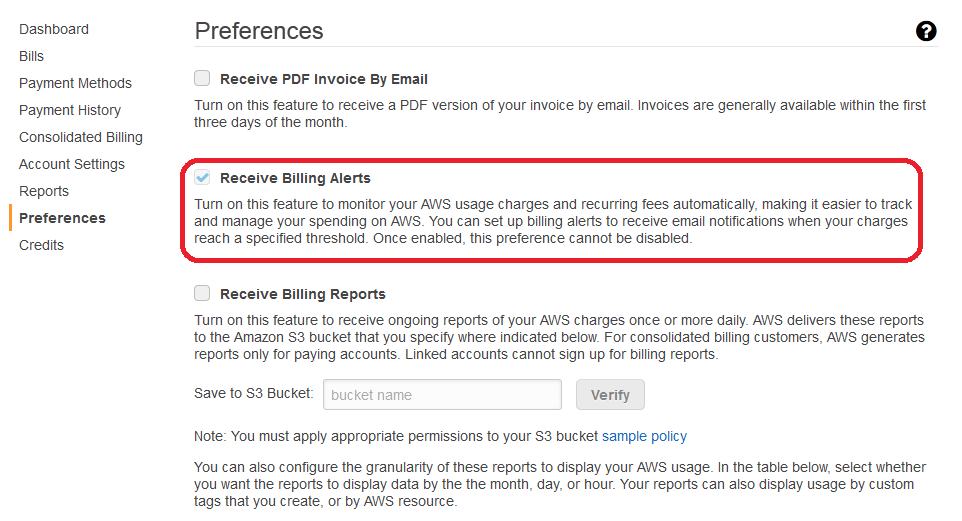 Dashboard
Bills
Payment Methods
Payment History
Consolidated Billing
Account Settings
Reports
Preferences
Credits
Preferences
?
Receive PDF Invoice By Email
Turn on this feature to receive a PDF version of your invoice by email. Invoices are generally available within the first
three days of the month.
Receive Billing Alerts
Turn on this feature to monitor your AWS usage charges and recurring fees automatically, making it easier to track
and manage your spending on AWS. You can set up billing alerts to receive email notifications when your charges
reach a specified threshold. Once enabled, this preference cannot be disabled.
Receive Billing Reports
Turn on this feature to receive ongoing reports of your AWS charges once or more daily. AWS delivers these reports
to the Amazon S3 bucket that you specify where indicated below. For consolidated billing customers, AWS generates
reports only for paying accounts. Linked accounts cannot sign up for billing reports.
Save to S3 Bucket: bucket name Verify
Note: You must apply appropriate permissions to your S3 bucket sample policy
You can also configure the granularity of these reports to display your AWS usage. In the table below, select whether
you want the reports to display data by the the month, day, or hour. Your reports can also display usage by custom
tags that you create, or by AWS resource.